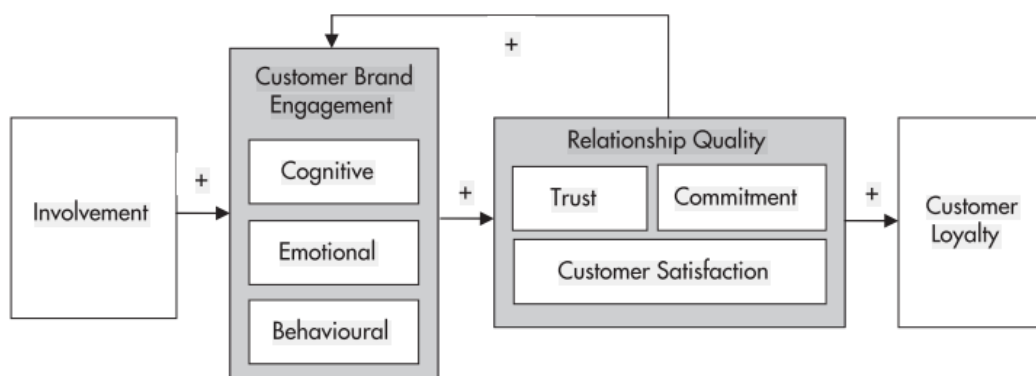 +
Customer Brand
Engagement
Cognitive
Emotional
Behavioural
Involvement
+
+
Relationship Quality
Trust
Commitment
Customer Satisfaction
+
Customer
Loyalty